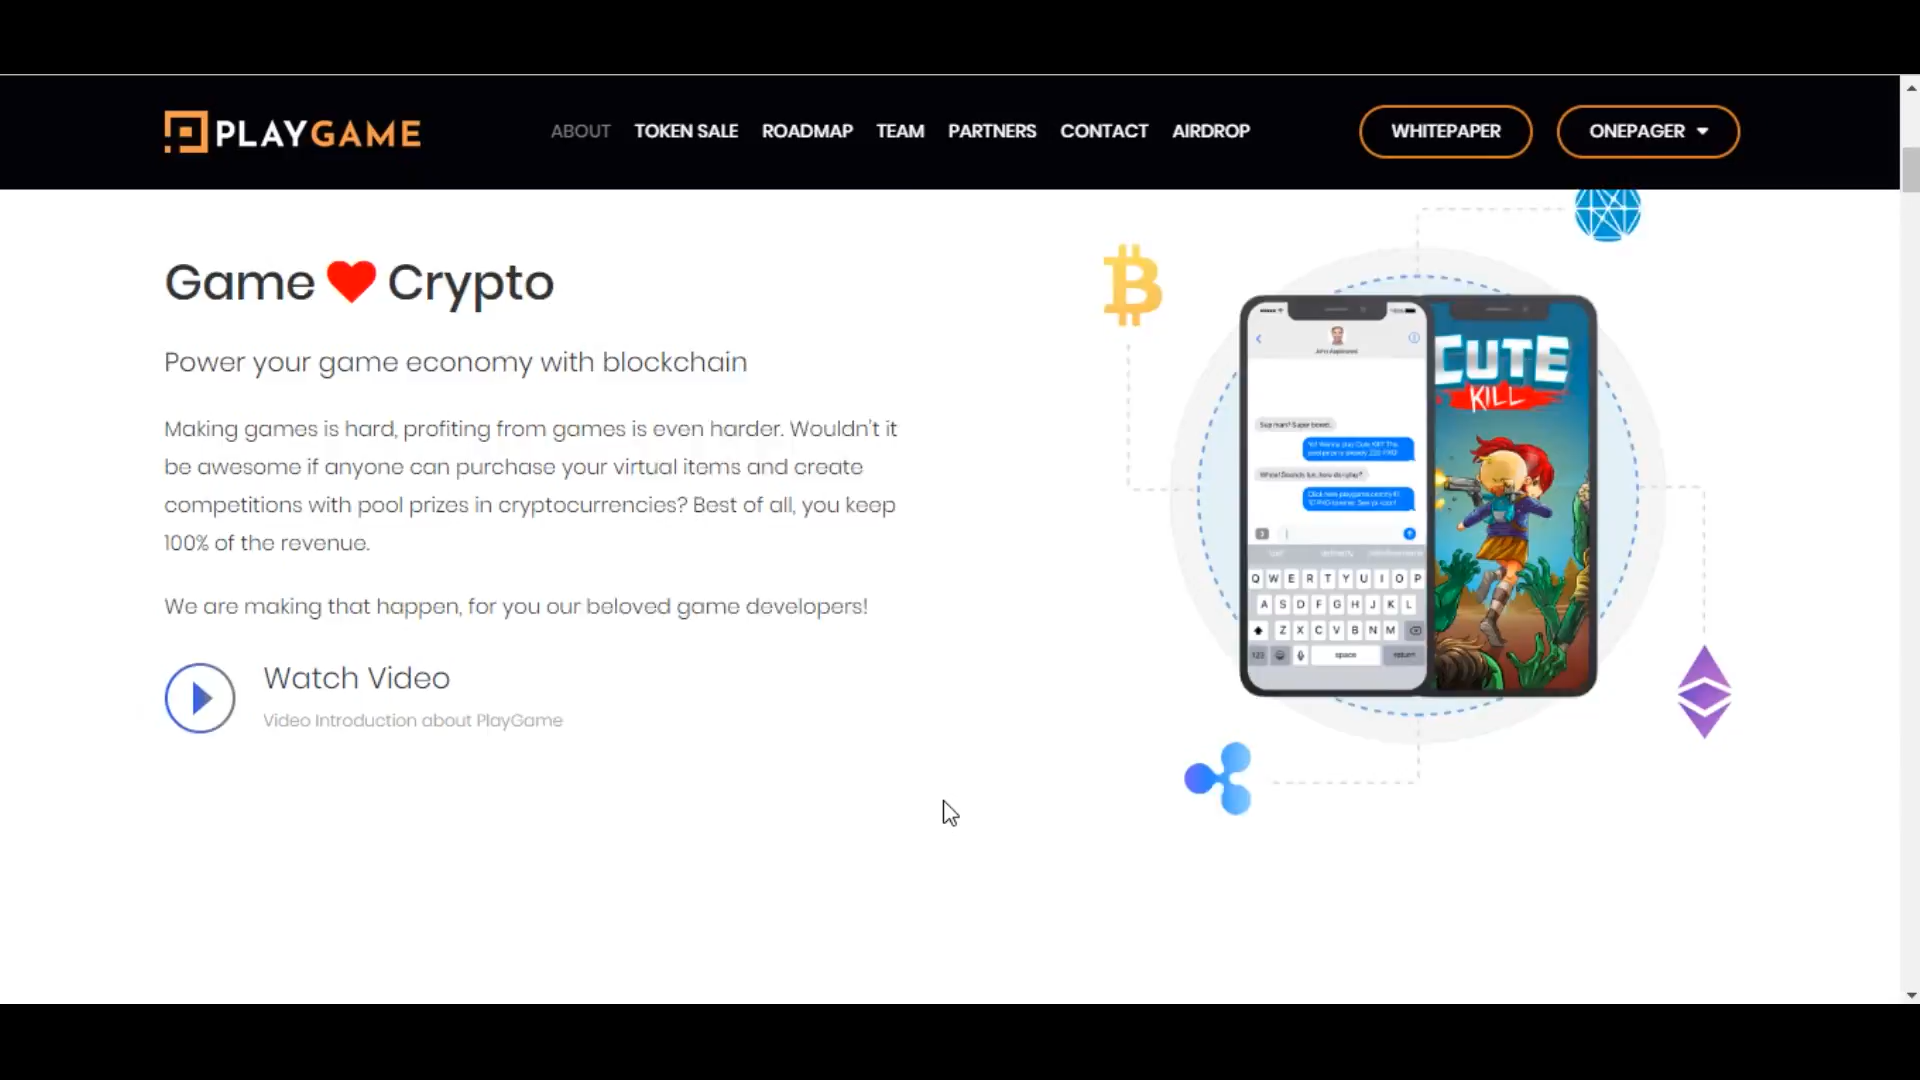 PLAYGAME
ABOUT TOKEN SALE ROADMAP TEAM PARTNERS CONTACT AIRDROP
WHITEPAPER ONEPAGER
Game Crypto
Power your game economy with blockchain
Making games is hard, profiting from games is even harder. Wouldn't it
be awesome if anyone can purchase your virtual items and create
competitions with pool prizes in cryptocurrencies? Best of all, you keep
100% of the revenue.
We are making that happen, for you our beloved game developers!
Watch Video
Video Introduction about PlayGame
CUTE
KILL
Q W E R T Y U I O P
A S D F G H J K L
Z X C V B N M
123 space return